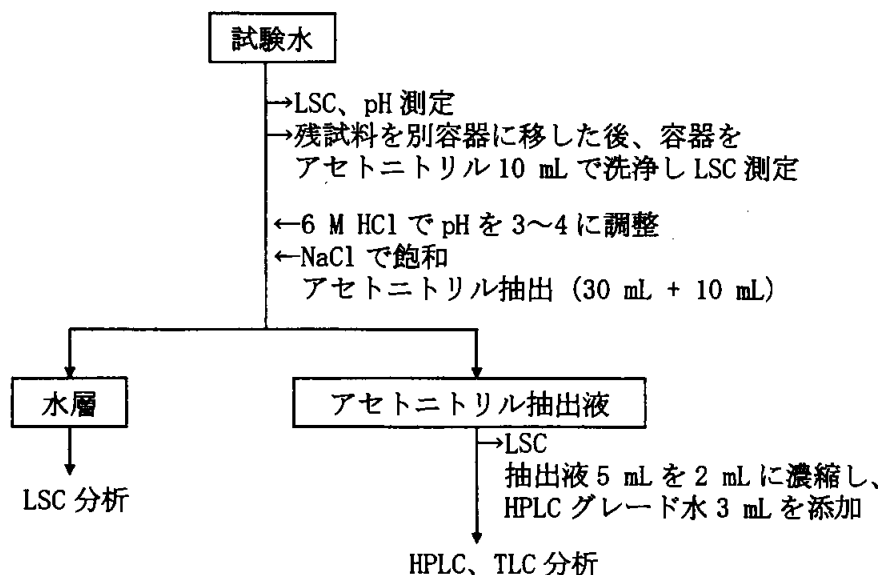 試験水
→LSC、pH 測定
→残試料を別容器に移した後、容器を
アセトニトリル 10 mL で洗浄し LSC 測定
←6 M HCl で pH を 3～4 に調整
←NaCl で飽和
アセトニトリル抽出 (30 mL + 10 mL)
水層
アセトニトリル抽出液
→LSC
抽出液 5 mL を 2 mL に濃縮し、
HPLC グレード水 3 mL を添加
LSC 分析
HPLC、TLC 分析